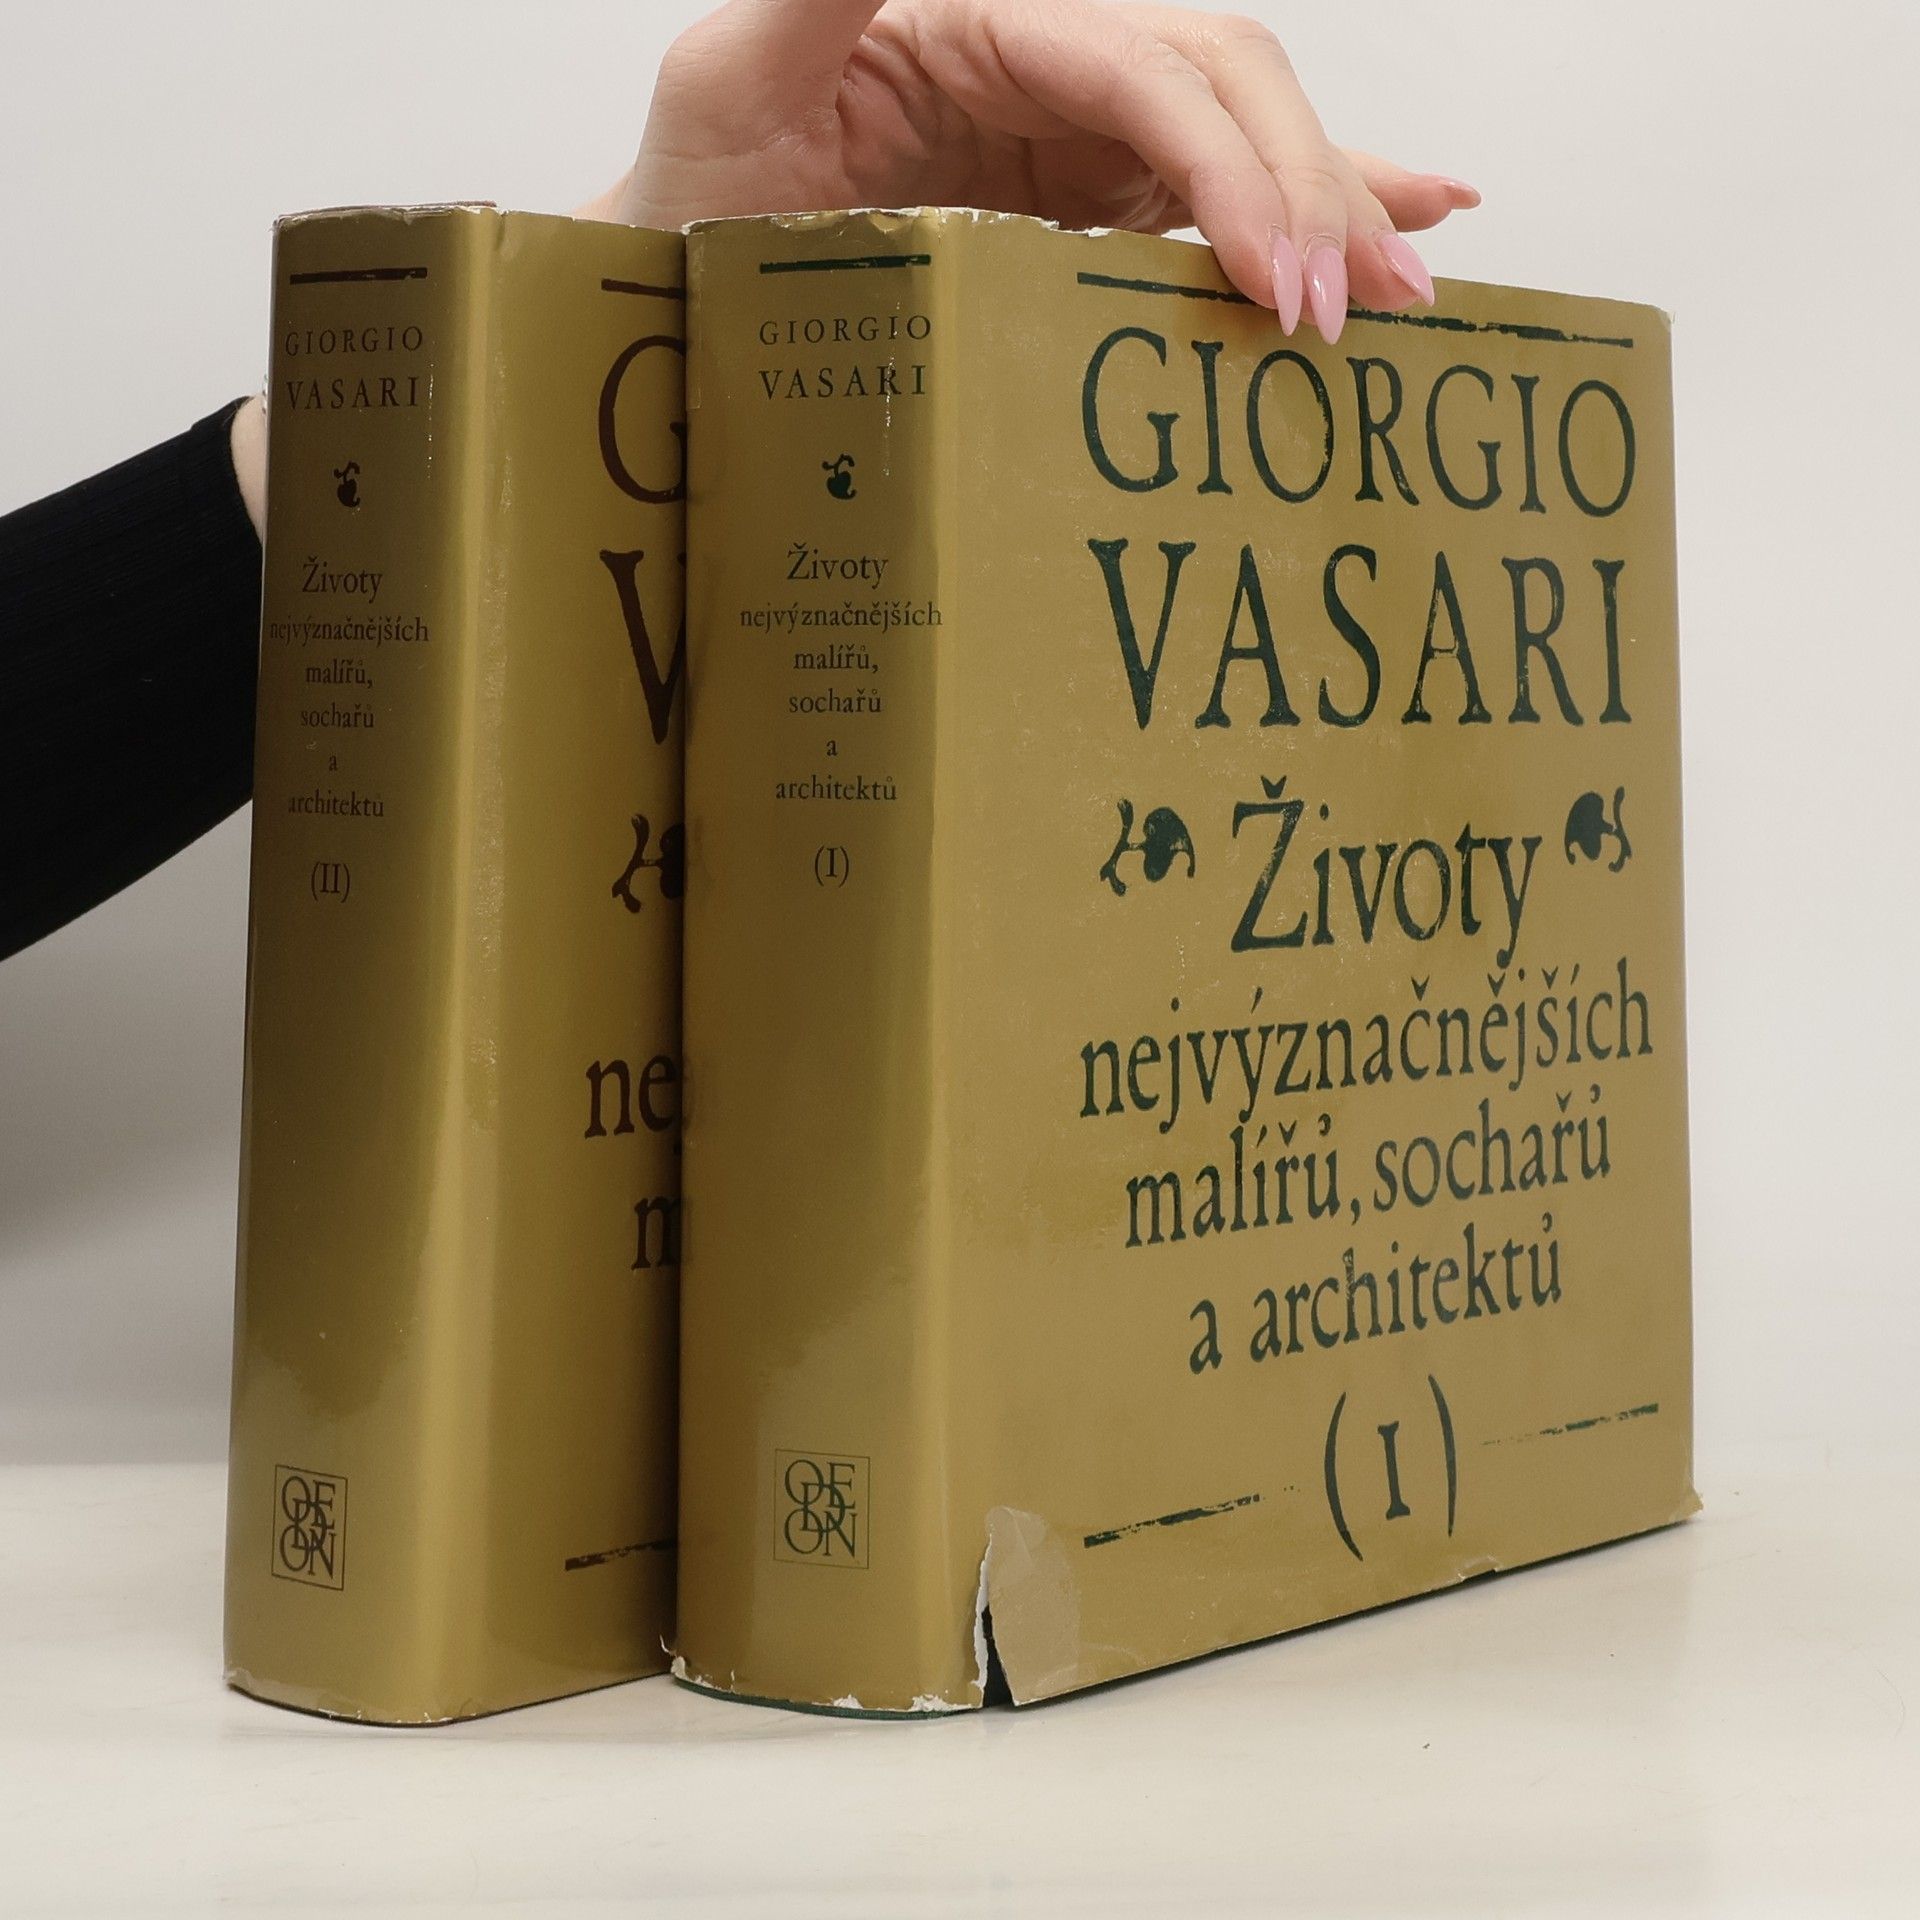 GIORGIO
VASARI
Životy
nejvýznačnějších
malířů,
sochařů
a
architektů
(II)
ODEON
G
V
ne
m
GIORGIO
VASARI
Životy
nejvýznačnějších
malířů,
sochařů
a
architektů
(I)
ODEON
GIORGIO
VASARI
Životy
nejvýznačnějších
malířů, sochařů
a architektů
(I)